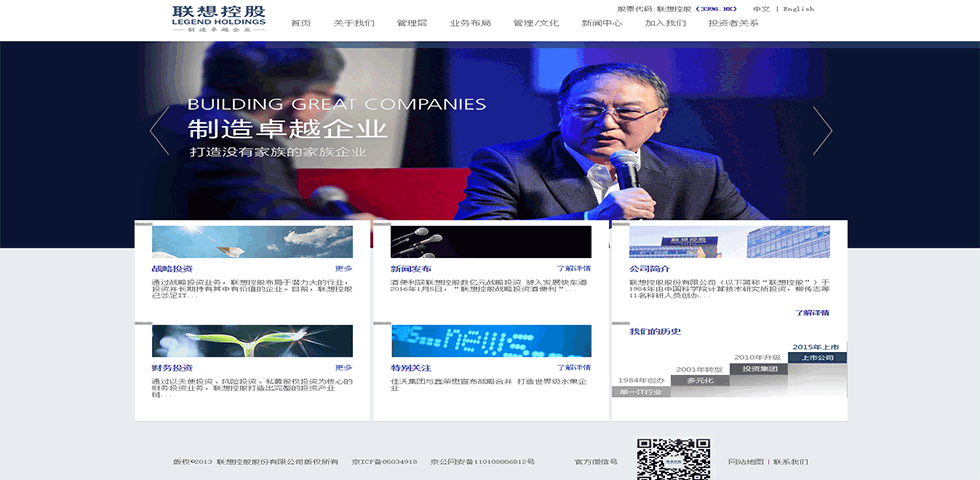 联想控股
LEGEND HOLDINGS
制造卓越企业
股票代码:联想控股(3396.HK) 中文 | English
首页 关于我们 管理层 业务布局 管理/文化 新闻中心 加入我们 投资者关系
BUILDING GREAT COMPANIES
制造卓越企业
打造没有家族的家族企业
战略投资 更多
通过战略投资业务,联想控股布局于潜力大的行业,
投资并长期持有其中有价值的企业。目前,联想控股
已涉足IT...
新闻发布 了解详情
酒便利获联想控股数亿元战略投资 驶入发展快车道
2016年1月5日,“联想控股战略投资酒便利”...
联想控股
公司简介
联想控股股份有限公司(以下简称“联想控股”)于
1984年由中国科学院计算技术研究所投资,柳传志等
11名科研人员创办...
了解详情
财务投资 更多
通过以天使投资、风险投资、私募股权投资为核心的
财务投资业务,联想控股打造出完整的投资产业
链...
news
特别关注 了解详情
佳沃集团与鑫荣懋宣布战略合并 打造世界级水果企
业
我们的历史
2015年上市
上市公司
2010年升级
投资集团
2001年转型
多元化
1984年创办
单一IT行业
版权©2013 联想控股股份有限公司版权所有 京ICP备05034918 京公网安备110108006812号 官方微信号 网站地图 | 联系我们